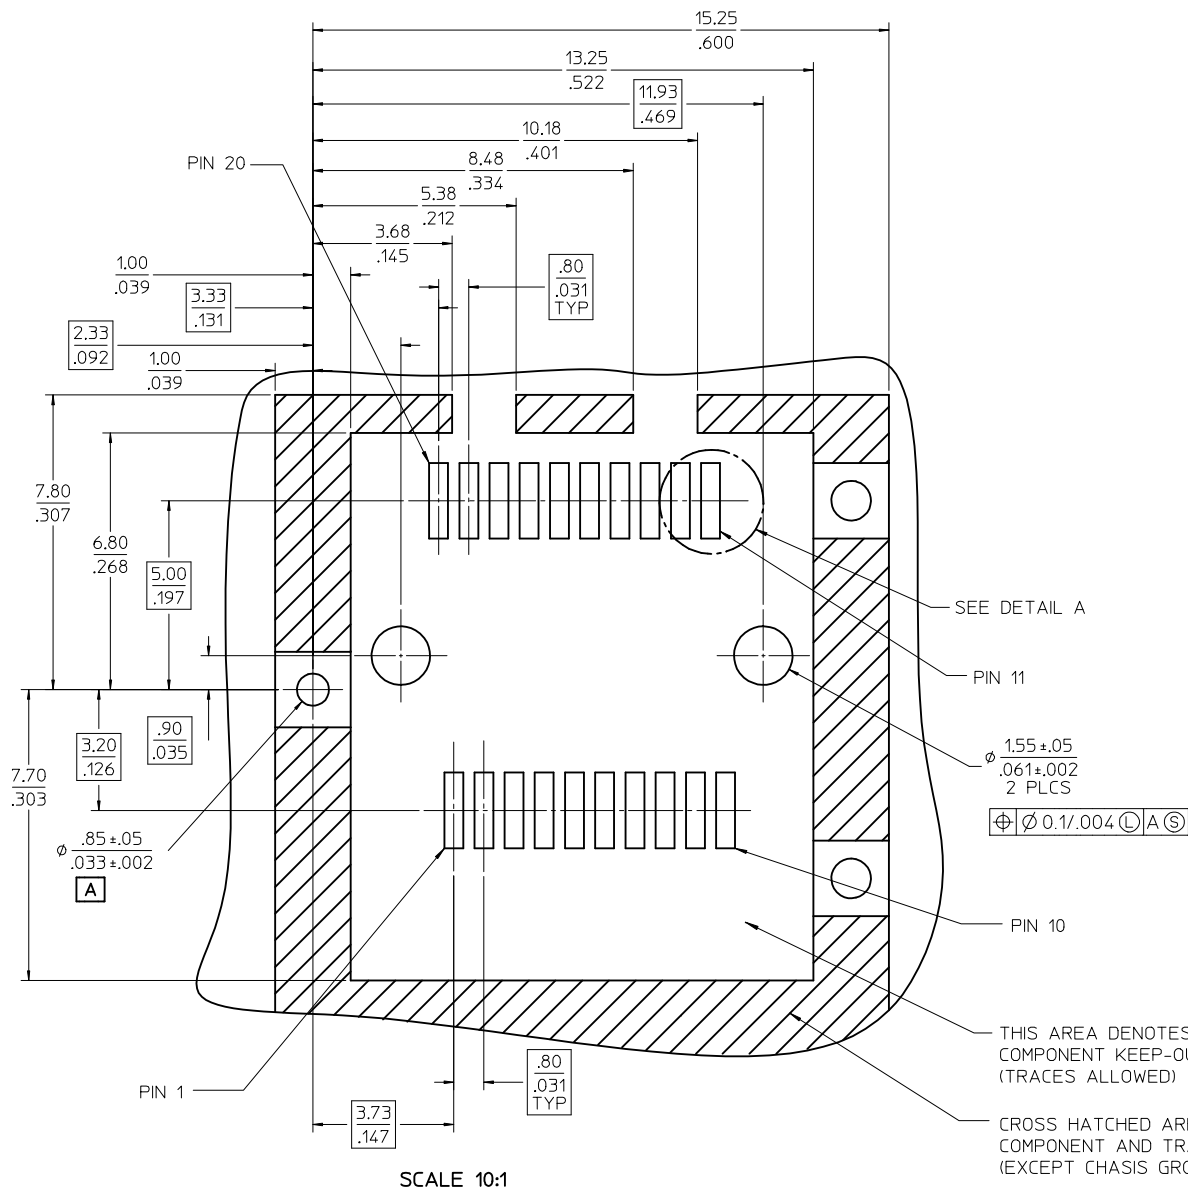 15.25
.600
13.25
.522
11.93
.469
10.18
.401
PIN 20
8.48
.334
5.38
.212
3.68
.145
1.00
.039
.80
.031
TYP
3.33
.131
2.33
.092
1.00
.039
7.80
.307
6.80
.268
5.00
.197
SEE DETAIL A
PIN 11
.90
.035
3.20
.126
7.70
.303
⌀ 1.55±.05
.061±.002
2 PLCS
⌖ ⌀ 0.1/.004 Ⓛ A Ⓢ
⌀ .85±.05
.033±.002
A
PIN 10
THIS AREA DENOTES
COMPONENT KEEP-OU
(TRACES ALLOWED)
PIN 1
.80
.031
TYP
3.73
.147
CROSS HATCHED AR
COMPONENT AND TR
(EXCEPT CHASIS GRO
SCALE 10:1